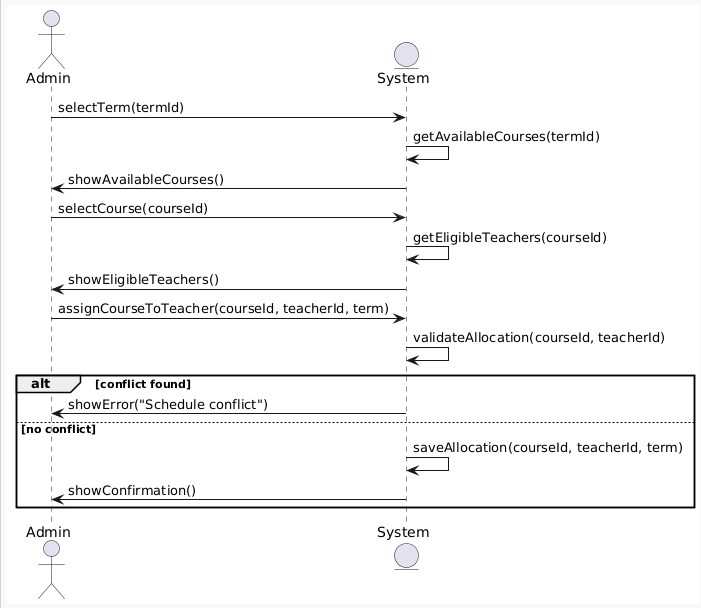 Admin
System
selectTerm(termId)
getAvailableCourses(termId)
showAvailableCourses()
selectCourse(courseId)
getEligibleTeachers(courseId)
showEligibleTeachers()
assignCourseToTeacher(courseId, teacherId, term)
validateAllocation(courseId, teacherId)
alt [conflict found]
showError("Schedule conflict")
[no conflict]
saveAllocation(courseId, teacherId, term)
showConfirmation()
Admin
System